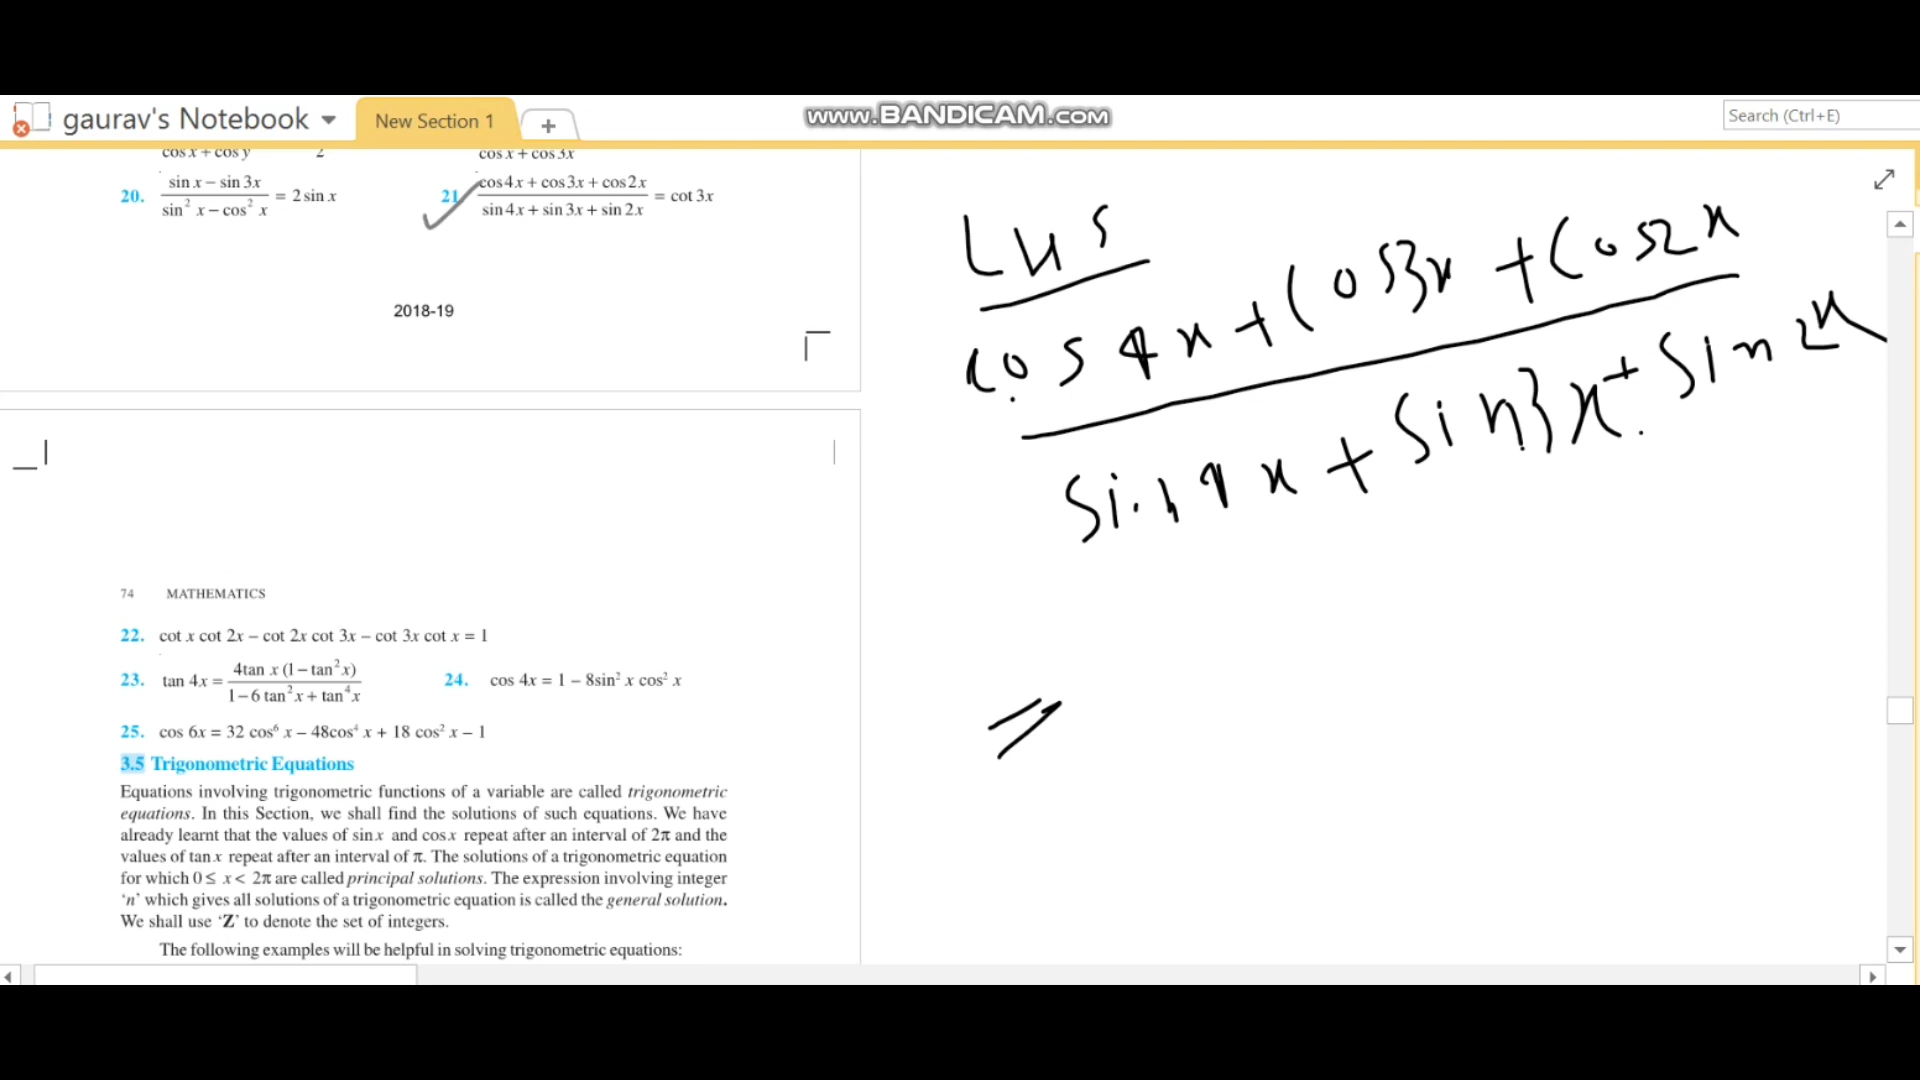 gaurav's Notebook
New Section 1
+
www.BANDICAM.com
Search (Ctrl+E)
cos x + cos y 2
cos x + cos 3x
20. sin x – sin 3x / sin² x – cos² x = 2 sin x
21. cos 4x + cos 3x + cos 2x / sin 4x + sin 3x + sin 2x = cot 3x
2018-19
74 MATHEMATICS
22. cot x cot 2x – cot 2x cot 3x – cot 3x cot x = 1
23. tan 4x = 4tan x (1 – tan² x) / 1 – 6 tan² x + tan⁴ x
24. cos 4x = 1 – 8sin² x cos² x
25. cos 6x = 32 cos⁶ x – 48cos⁴ x + 18 cos² x – 1
3.5 Trigonometric Equations
Equations involving trigonometric functions of a variable are called trigonometric
equations. In this Section, we shall find the solutions of such equations. We have
already learnt that the values of sin x and cos x repeat after an interval of 2π and the
values of tan x repeat after an interval of π. The solutions of a trigonometric equation
for which 0 ≤ x < 2π are called principal solutions. The expression involving integer
‘n’ which gives all solutions of a trigonometric equation is called the general solution.
We shall use ‘Z’ to denote the set of integers.
The following examples will be helpful in solving trigonometric equations:
LHS
cos 4x + cos 3x + cos 2x
sin 4x + sin 3x + sin 2x
⇒